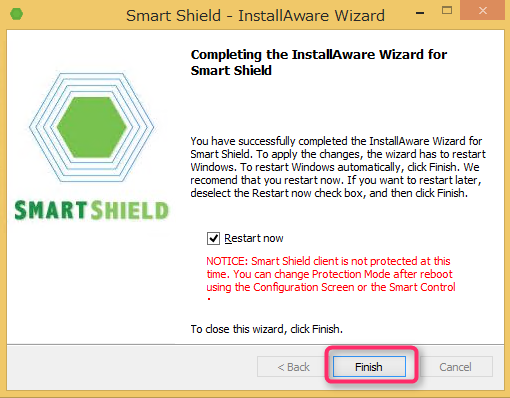 Smart Shield - InstallAware Wizard
Completing the InstallAware Wizard for
Smart Shield
SMARTSHIELD
You have successfully completed the InstallAware Wizard for
Smart Shield. To apply the changes, the wizard has to restart
Windows. To restart Windows automatically, click Finish. We
recomend that you restart now. If you want to restart later,
deselect the Restart now check box, and then click Finish.
Restart now
NOTICE: Smart Shield client is not protected at this
time. You can change Protection Mode after reboot
using the Configuration Screen or the Smart Control
.
To close this wizard, click Finish.
< Back
Finish
Cancel